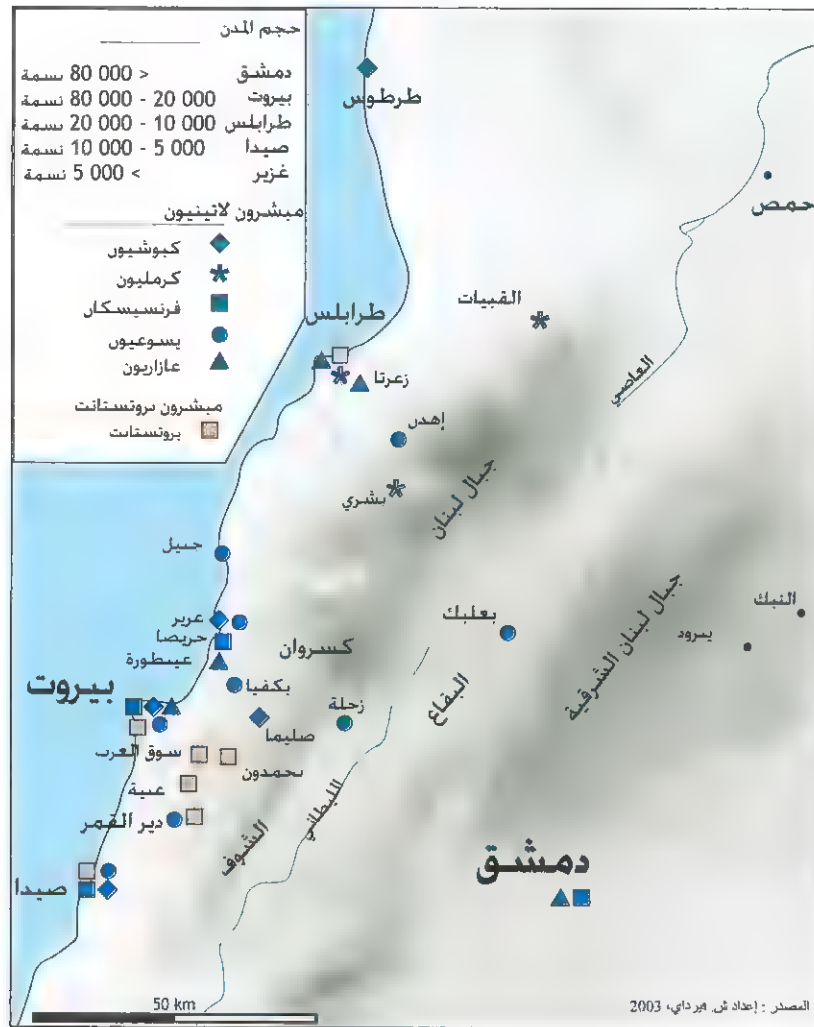 حجم المدن
دمشق > 80 000 نسمة
بيروت 20 000 - 80 000 نسمة
طرابلس 10 000 - 20 000 نسمة
صيدا 5 000 - 10 000 نسمة
غزير < 5 000 نسمة
مبشرون لاتينيون
كبوشيون
كرمليون
فرنسيسكان
يسوعيون
عازاريون
مبشرون بروتستانت
بروتستانت
طرطوس
حمص
القبيات
طرابلس
العاصي
زغرتا
إهدن
بشري
جبال لبنان
جبيل
غزير
حريصا
عينطورة
كسروان
بعلبك
جبال لبنان الشرقية
النبك
يبرود
بكفيا
البقاع
بيروت
صليما
زحلة
سوق الغرب
بحمدون
عبية
دير القمر
الشوف
الليطاني
دمشق
صيدا
50 km
المصدر : إعداد ش. فرداي، 2003